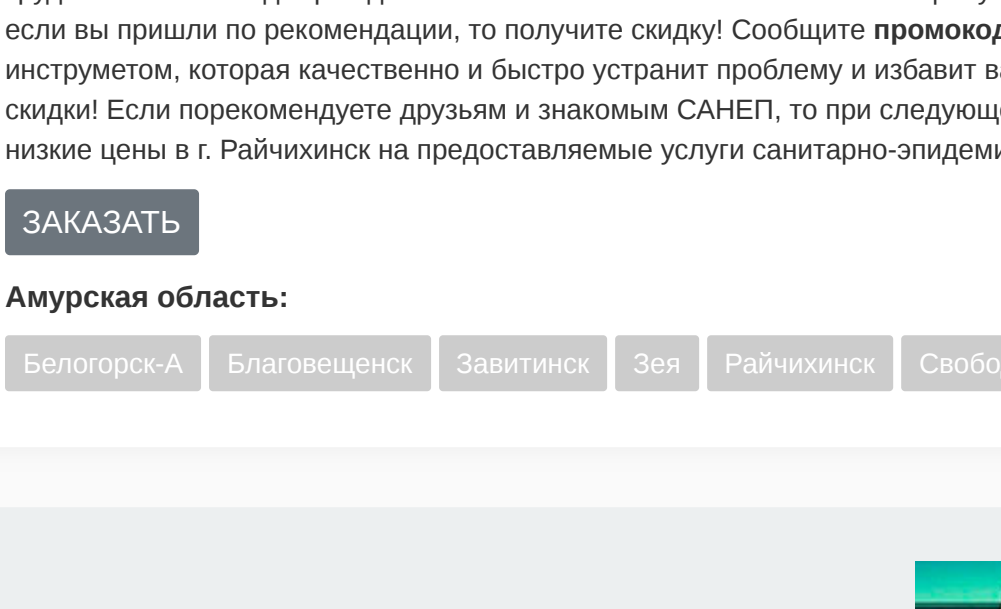 если вы пришли по рекомендации, то получите скидку! Сообщите промокод
инструметом, которая качественно и быстро устранит проблему и избавит
скидки! Если порекомендуете друзьям и знакомым САНЕП, то при следующ
низкие цены в г. Райчихинск на предоставляемые услуги санитарно-эпидеми
ЗАКАЗАТЬ
Амурская область:
Белогорск-А Благовещенск Завитинск Зея Райчихинск Свобо